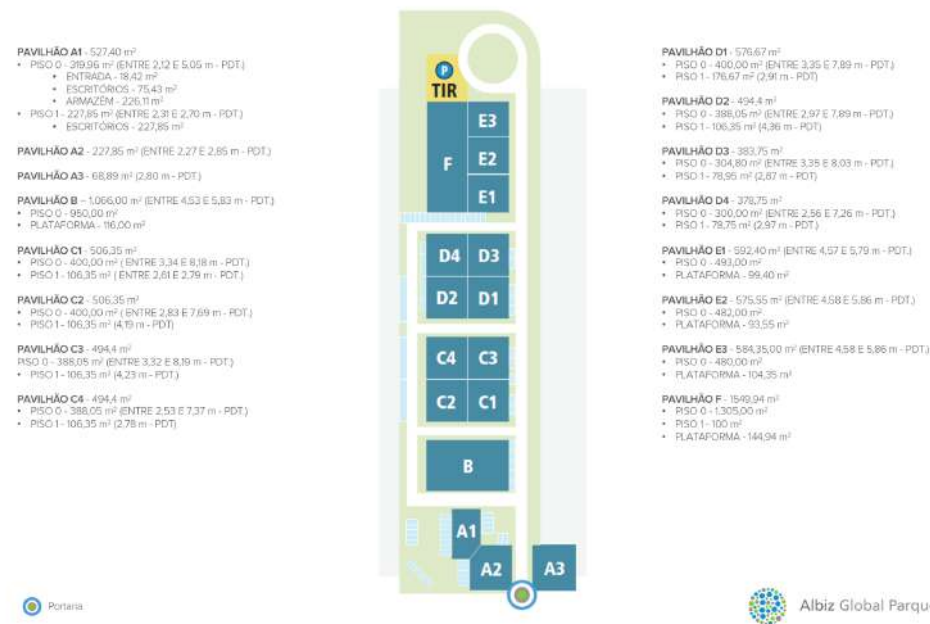 PAVILHÃO A1 - 527,40 m²
• PISO 0 - 319,96 m² (ENTRE 2,12 E 5,05 m - PDT.)
• ENTRADA - 18,42 m²
• ESCRITÓRIOS - 75,43 m²
• ARMAZÉM - 226,11 m²
• PISO 1 - 227,85 m² (ENTRE 2,31 E 2,70 m - PDT.)
• ESCRITÓRIOS - 227,85 m²
PAVILHÃO A2 - 227,85 m² (ENTRE 2,27 E 2,85 m - PDT.)
PAVILHÃO A3 - 68,89 m² (2,80 m - PDT.)
PAVILHÃO B – 1.066,00 m² (ENTRE 4,53 E 5,83 m - PDT.)
• PISO 0 - 950,00 m²
• PLATAFORMA - 116,00 m²
PAVILHÃO C1 - 506,35 m²
• PISO 0 - 400,00 m² (ENTRE 3,34 E 8,18 m - PDT.)
• PISO 1 - 106,35 m² ( ENTRE 2,61 E 2,79 m - PDT.)
PAVILHÃO C2 - 506,35 m²
• PISO 0 - 400,00 m² ( ENTRE 2,83 E 7,69 m - PDT.)
• PISO 1 - 106,35 m² (4,19 m - PDT)
PAVILHÃO C3 - 494,4 m²
PISO 0 - 388,05 m² (ENTRE 3,32 E 8,19 m - PDT.)
• PISO 1 - 106,35 m² (4,23 m - PDT.)
PAVILHÃO C4 - 494,4 m²
• PISO 0 - 388,05 m² (ENTRE 2,53 E 7,37 m - PDT.)
• PISO 1 - 106,35 m² (2,78 m - PDT)
Portaria
P
TIR
F
E3
E2
E1
D4 D3
D2 D1
C4 C3
C2 C1
B
A1
A2
A3
PAVILHÃO D1 - 576,67 m²
• PISO 0 - 400,00 m² (ENTRE 3,35 E 7,89 m - PDT.)
• PISO 1 - 176,67 m² (2,91 m - PDT)
PAVILHÃO D2 - 494,4 m²
• PISO 0 - 388,05 m² (ENTRE 2,97 E 7,89 m - PDT.)
• PISO 1 - 106,35 m² (4,36 m - PDT.)
PAVILHÃO D3 - 383,75 m²
• PISO 0 - 304,80 m² (ENTRE 3,35 E 8,03 m - PDT.)
• PISO 1 - 78,95 m² (2,87 m - PDT)
PAVILHÃO D4 - 378,75 m²
• PISO 0 - 300,00 m² (ENTRE 2,56 E 7,26 m - PDT.)
• PISO 1 - 78,75 m² (2,97 m - PDT.)
PAVILHÃO E1 - 592,40 m² (ENTRE 4,57 E 5,79 m - PDT.)
• PISO 0 - 493,00 m²
• PLATAFORMA - 99,40 m²
PAVILHÃO E2 - 575,55 m² (ENTRE 4,58 E 5,86 m - PDT.)
• PISO 0 - 482,00 m²
• PLATAFORMA - 93,55 m²
PAVILHÃO E3 - 584,35,00 m² (ENTRE 4,58 E 5,86 m - PDT.)
• PISO 0 - 480,00 m²
• PLATAFORMA - 104,35 m²
PAVILHÃO F - 1549,94 m²
• PISO 0 - 1.305,00 m²
• PISO 1 - 100 m²
• PLATAFORMA - 144,94 m²
Albiz Global Parqu